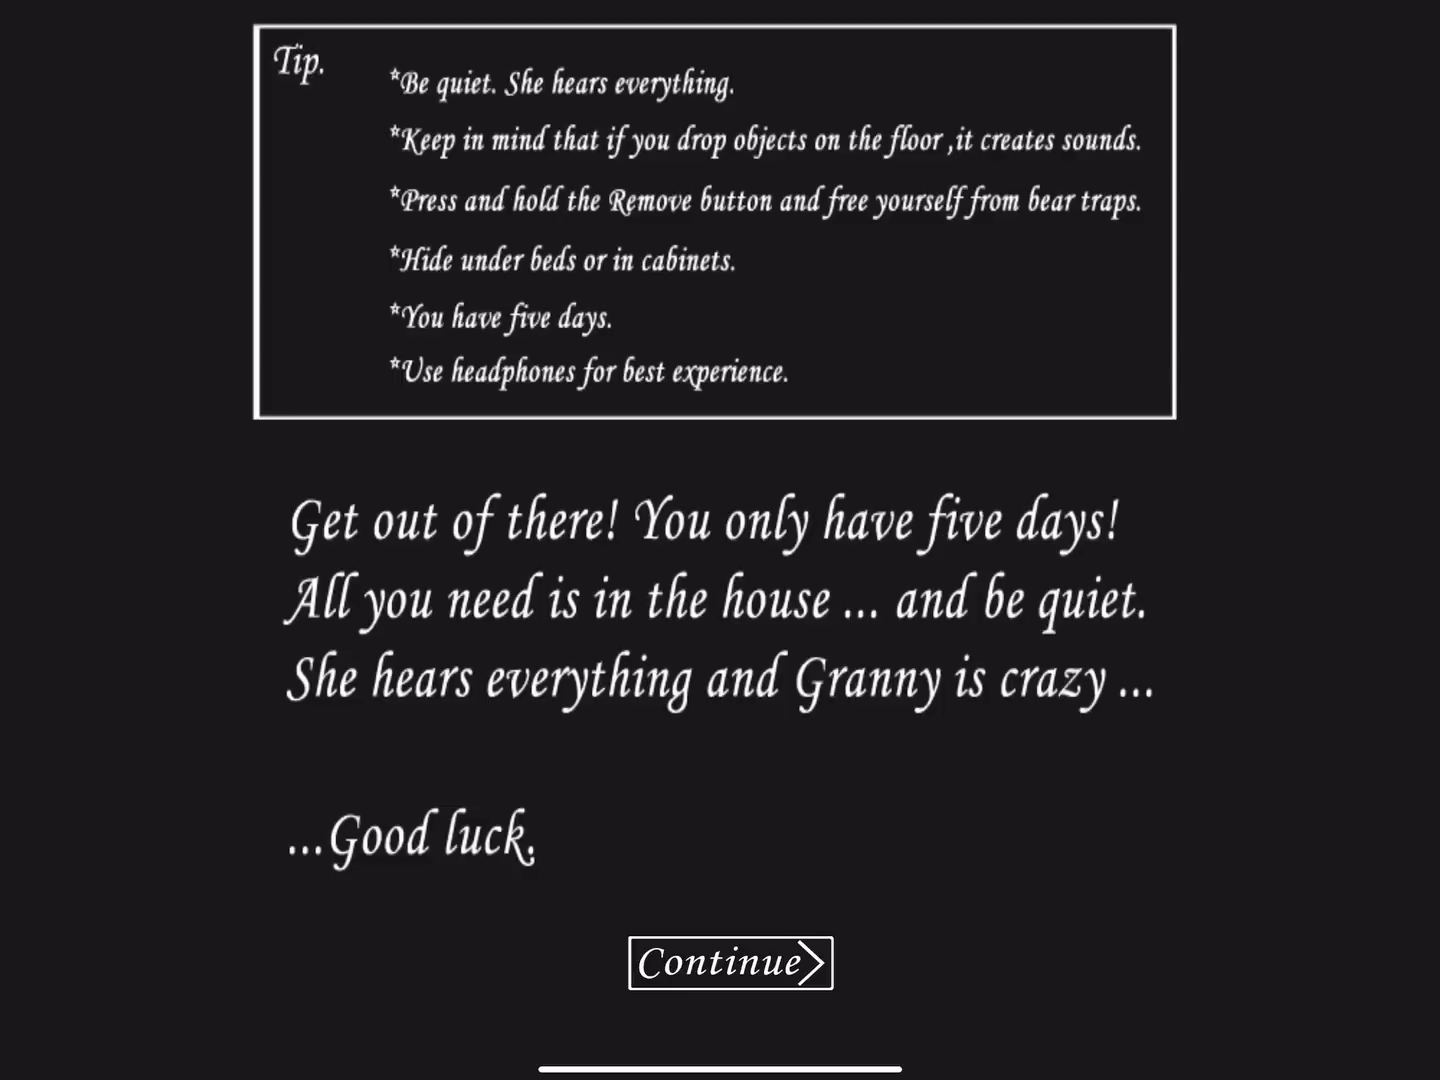 Tip.
*Be quiet. She hears everything.
*Keep in mind that if you drop objects on the floor ,it creates sounds.
*Press and hold the Remove button and free yourself from bear traps.
*Hide under beds or in cabinets.
*You have five days.
*Use headphones for best experience.
Get out of there! You only have five days!
All you need is in the house ... and be quiet.
She hears everything and Granny is crazy ...
...Good luck.
Continue